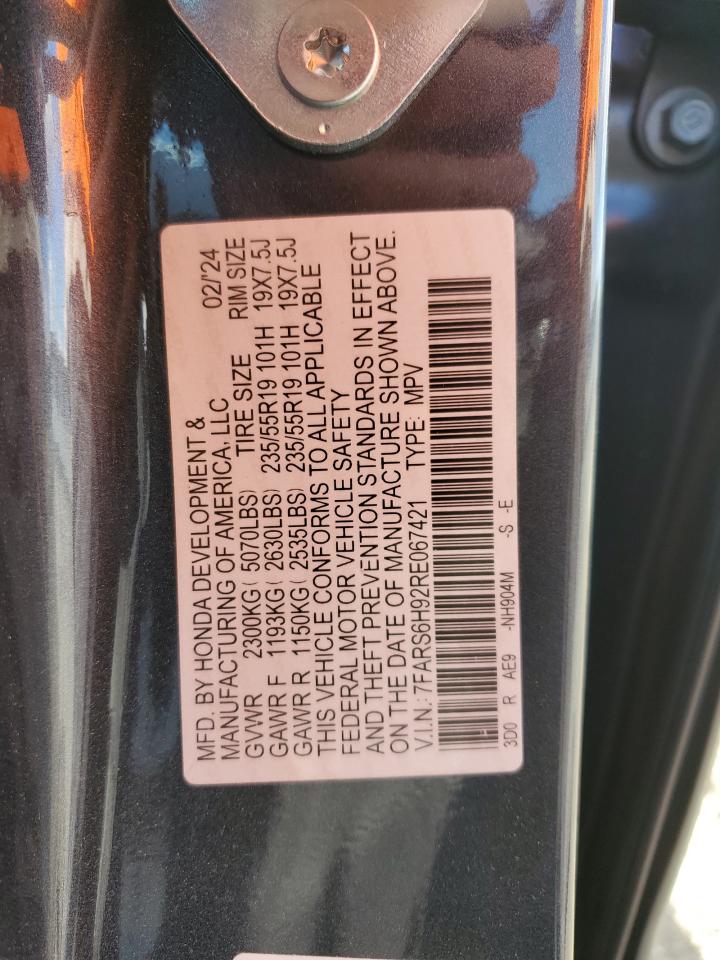 MFD. BY HONDA DEVELOPMENT & 02/'24
MANUFACTURING OF AMERICA, LLC
TIRE SIZE RIM SIZE
GVWR 2300KG( 5070LBS)
GAWR F 1193KG( 2630LBS) 235/55R19 101H 19X7.5J
GAWR R 1150KG( 2535LBS) 235/55R19 101H 19X7.5J
THIS VEHICLE CONFORMS TO ALL APPLICABLE
FEDERAL MOTOR VEHICLE SAFETY
AND THEFT PREVENTION STANDARDS IN EFFECT
ON THE DATE OF MANUFACTURE SHOWN ABOVE.
V.I.N.: 7FARS6H92RE067421 TYPE: MPV
3D0 R AE9 -NH904M -S -E